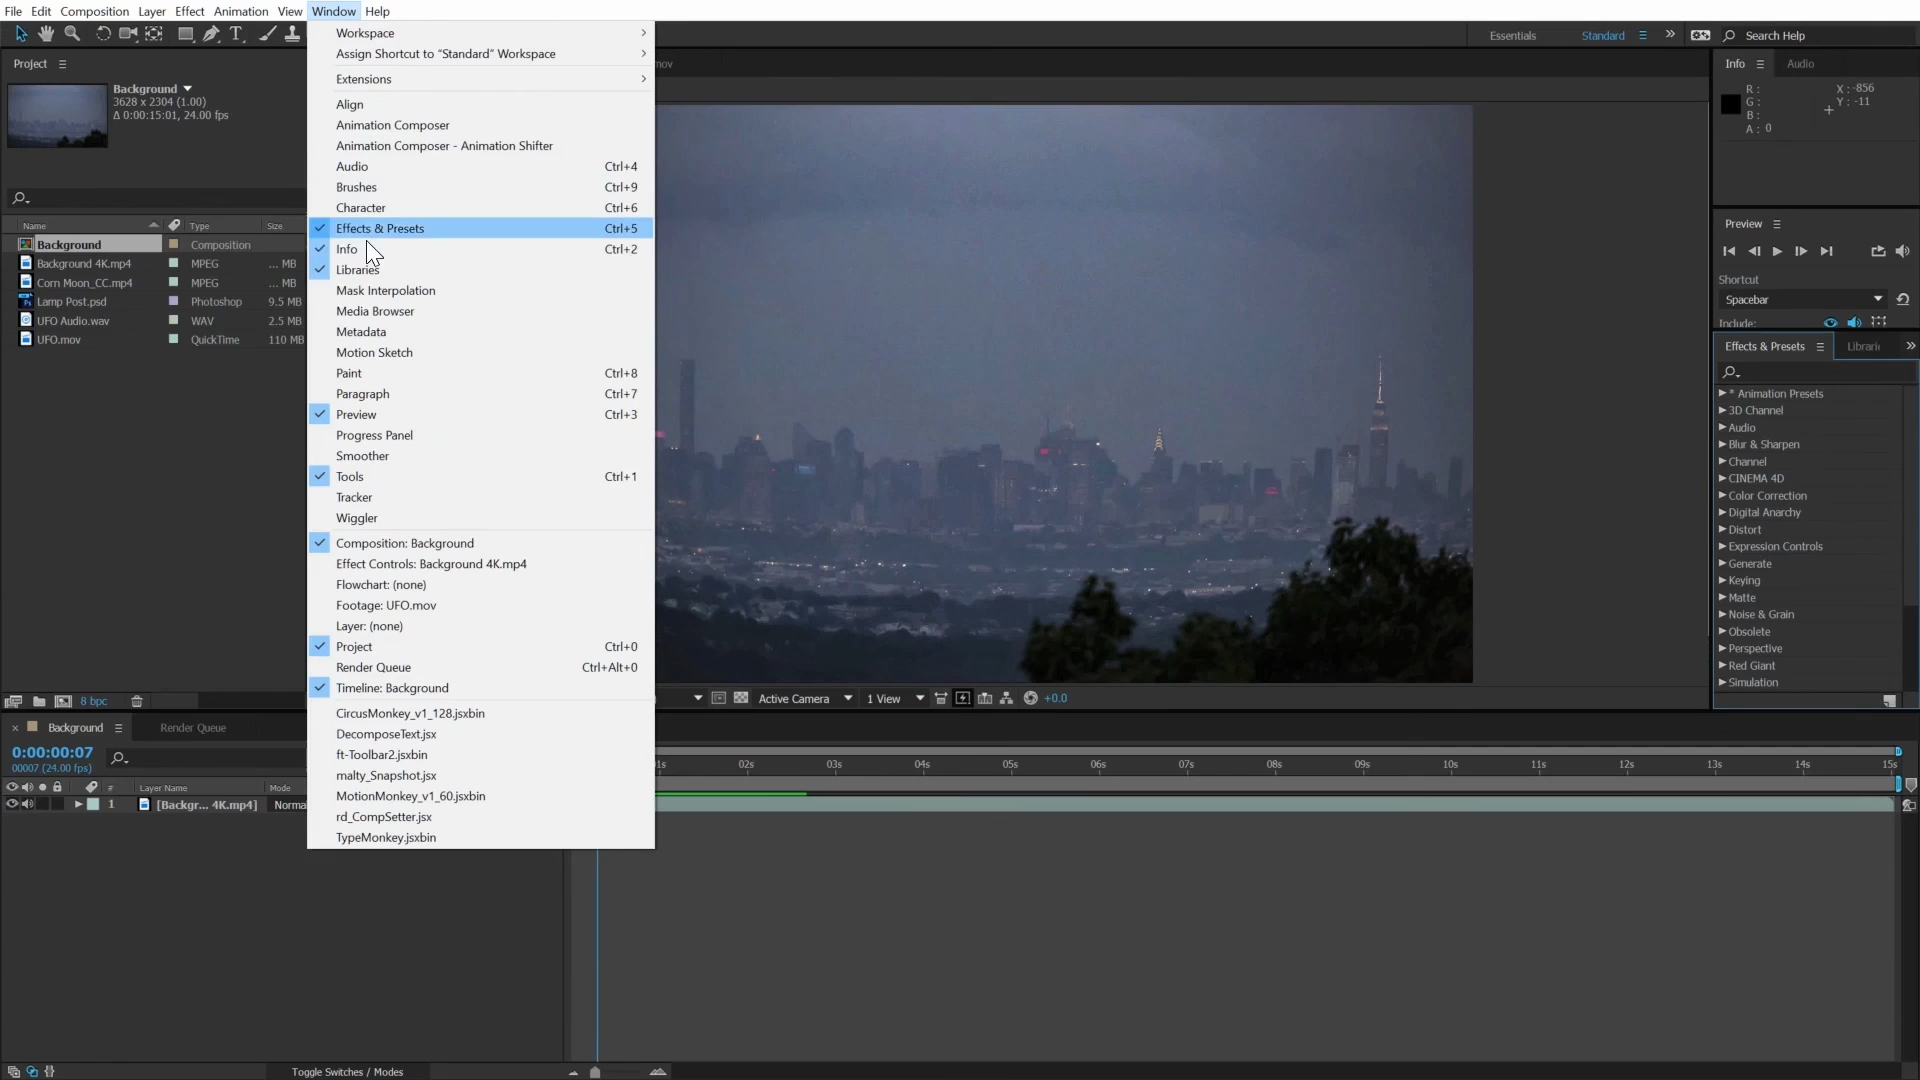 File Edit Composition Layer Effect Animation View Window Help
Essentials Standard Search Help
Workspace
Assign Shortcut to “Standard” Workspace
Extensions
Align
Animation Composer
Animation Composer - Animation Shifter
Audio Ctrl+4
Brushes Ctrl+9
Character Ctrl+6
Effects & Presets Ctrl+5
Info Ctrl+2
Libraries
Mask Interpolation
Media Browser
Metadata
Motion Sketch
Paint Ctrl+8
Paragraph Ctrl+7
Preview Ctrl+3
Progress Panel
Smoother
Tools Ctrl+1
Tracker
Wiggler
Composition: Background
Effect Controls: Background 4K.mp4
Flowchart: (none)
Footage: UFO.mov
Layer: (none)
Project Ctrl+0
Render Queue Ctrl+Alt+0
Timeline: Background
CircusMonkey_v1_128.jsxbin
DecomposeText.jsx
ft-Toolbar2.jsxbin
malty_Snapshot.jsx
MotionMonkey_v1_60.jsxbin
rd_CompSetter.jsx
TypeMonkey.jsxbin
Project
Background
3628 x 2304 (1.00)
Δ 0:00:15:01, 24.00 fps
Name Type Size
Background Composition
Background 4K.mp4 MPEG ... MB
Corn Moon_CC.mp4 MPEG ... MB
Lamp Post.psd Photoshop 9.5 MB
UFO Audio.wav WAV 2.5 MB
UFO.mov QuickTime 110 MB
8 bpc
Active Camera 1 View +0.0
Info Audio
R : X : -856
G : Y : -11
B :
A : 0
Preview
Shortcut
Spacebar
Include:
Effects & Presets Librari
* Animation Presets
3D Channel
Audio
Blur & Sharpen
Channel
CINEMA 4D
Color Correction
Digital Anarchy
Distort
Expression Controls
Generate
Keying
Matte
Noise & Grain
Obsolete
Perspective
Red Giant
Simulation
Background Render Queue
0:00:00:07
00007 (24.00 fps)
# Layer Name Mode
1 [Backgr... 4K.mp4] Norma
02s 03s 04s 05s 06s 07s 08s 09s 10s 11s 12s 13s 14s 15s
Toggle Switches / Modes